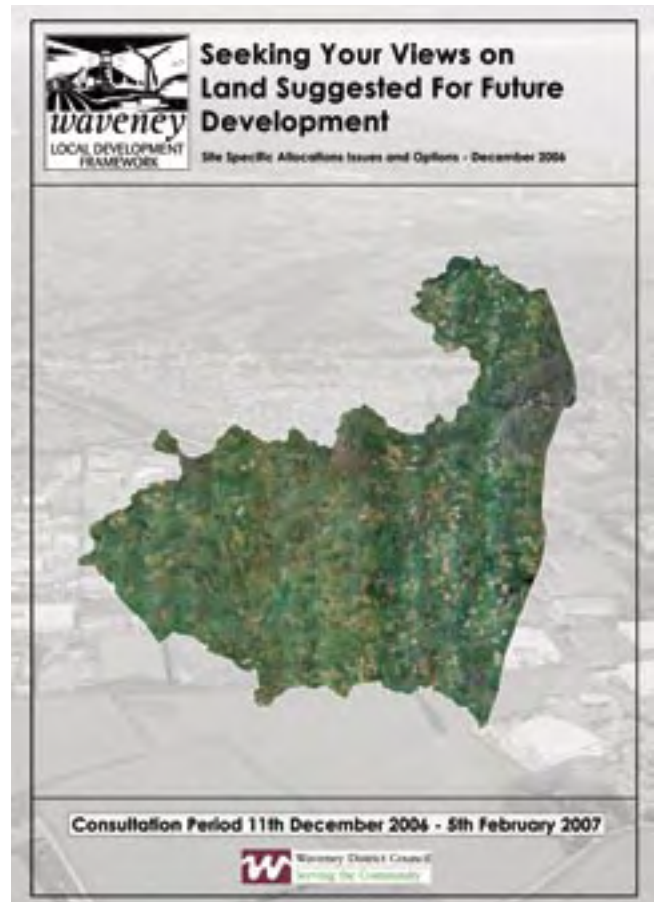 Seeking Your Views on
Land Suggested For Future
Development
Site Specific Allocations Issues and Options - December 2006
waveney
LOCAL DEVELOPMENT
FRAMEWORK
Consultation Period 11th December 2006 - 5th February 2007
Waveney District Council
Serving the Community